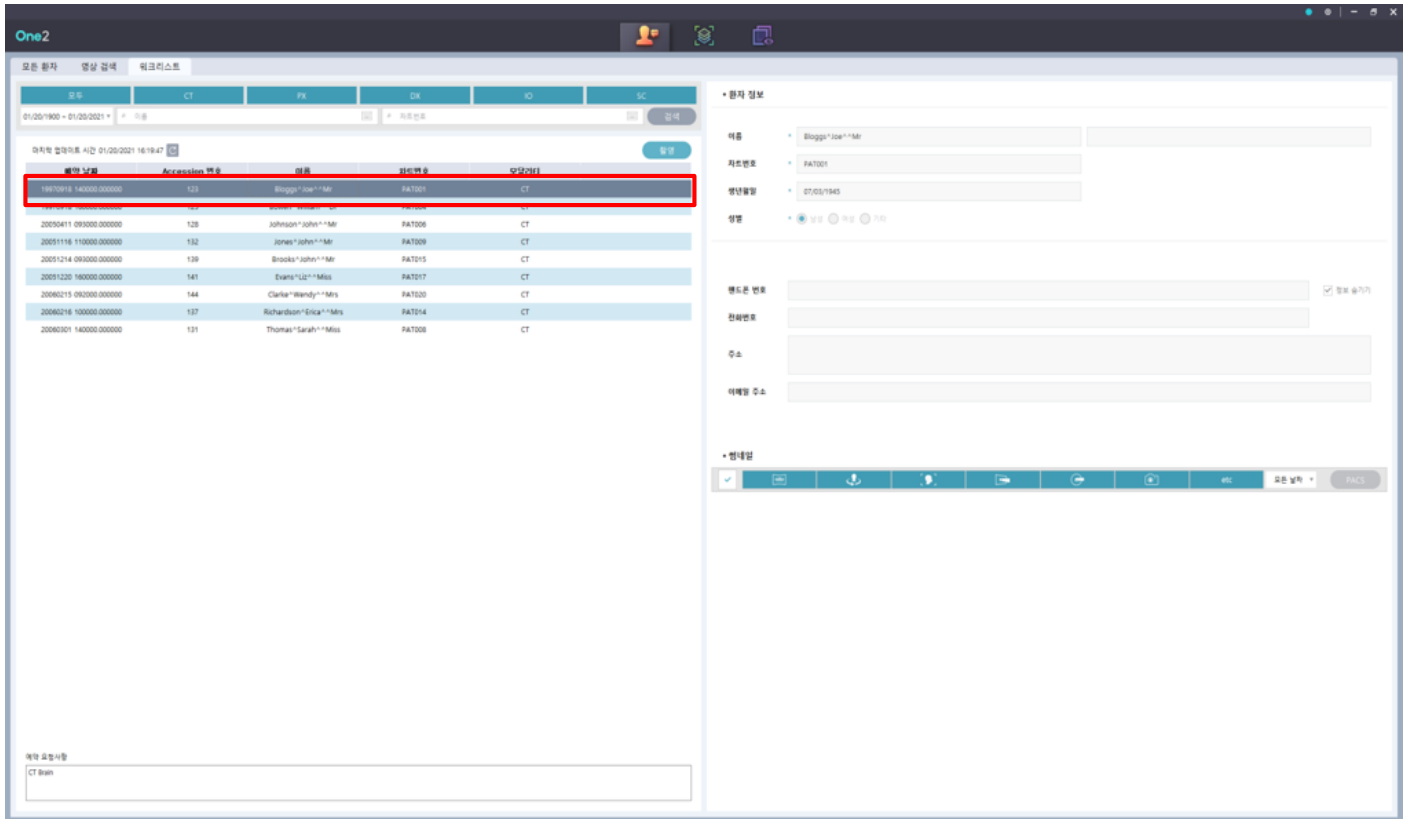 One2
모든 환자 영상 검색 워크리스트
모두 CT PX DX IO SC
01/20/1900 ~ 01/20/2021 이름 차트번호 검색
마지막 업데이트 시간 01/20/2021 16:19:47 촬영
예약 날짜 Accession 번호 이름 차트번호 모달리티
19970918 140000.000000 123 Bloggs^Joe^^Mr PAT001 CT
20050411 093000.000000 128 Johnson^John^^Mr PAT006 CT
20051116 110000.000000 132 Jones^John^^Mr PAT009 CT
20051214 093000.000000 139 Brooks^John^^Mr PAT015 CT
20051220 160000.000000 141 Evans^Liz^^Miss PAT017 CT
20060215 092000.000000 144 Clarke^Wendy^^Mrs PAT020 CT
20060216 100000.000000 137 Richardson^Erica^^Mrs PAT014 CT
20060301 140000.000000 131 Thomas^Sarah^^Miss PAT008 CT
예약 요청사항
CT Brain
• 환자 정보
이름 * Bloggs^Joe^^Mr
차트번호 * PAT001
생년월일 * 07/03/1945
성별 * 남성 여성 기타
핸드폰 번호 정보 숨기기
전화번호
주소
이메일 주소
• 썸네일
etc 모든 날짜 PACS